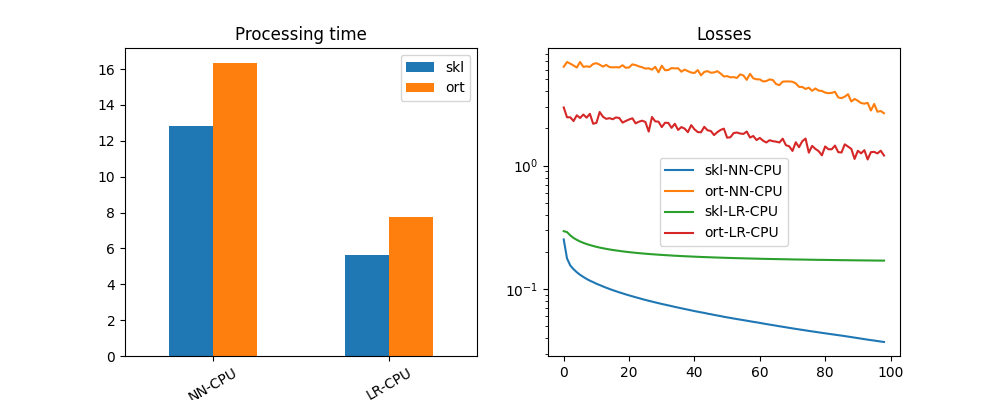 Processing time
16
14
12
10
8
6
4
2
0
skl
ort
NN-CPU
LR-CPU
Losses
10⁰
10⁻¹
skl-NN-CPU
ort-NN-CPU
skl-LR-CPU
ort-LR-CPU
0 20 40 60 80 100